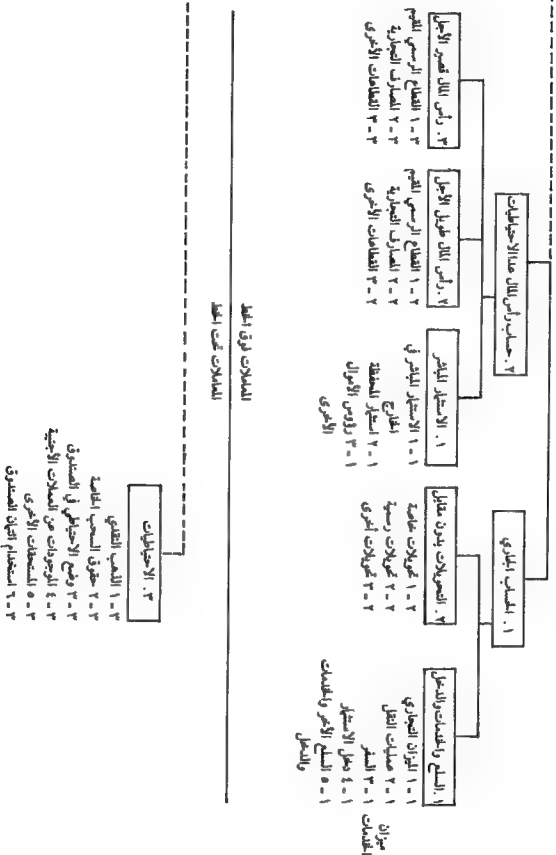 ١. الحساب الجاري
٢. حساب رأس المال عدا الاحتياطيات
١. السلع والخدمات والدخل
١ - ١ الميزان التجاري
١ - ٢ عمليات النقل
١ - ٣ السفر
١ - ٤ دخل الاستثمار
١ - ٥ السلع الأخر والخدمات
والدخل
ميزان
الخدمات
٢. التحويلات بدون مقابل
٢ - ١ تحويلات خاصة
٢ - ٢ تحويلات رسمية
٢ - ٣ تحويلات أخرى
١. الاستثمار المباشر
١ - ١ الاستثمار المباشر في
الخارج
١ - ٢ استثمار المحفظة
١ - ٣ رؤوس الأموال
الأخرى
٢. رأس المال طويل الأجل
٢ - ١ القطاع الرسمي المقيم
٢ - ٢ المصارف التجارية
٢ - ٣ القطاعات الأخرى
٣. رأس المال قصير الأجل
٣ - ١ القطاع الرسمي المقيم
٣ - ٢ المصارف التجارية
٣ - ٣ القطاعات الأخرى
المعاملات فوق الخط
المعاملات تحت الخط
٣. الاحتياطيات
٣ - ١ الذهب النقدي
٣ - ٢ حقوق السحب الخاصة
٣ - ٣ وضع الاحتياطي في الصندوق
٣ - ٤ الموجودات من العملات الأجنبية
٣ - ٥ المستحقات الأخرى
٣ - ٦ استخدام ائتمان الصندوق